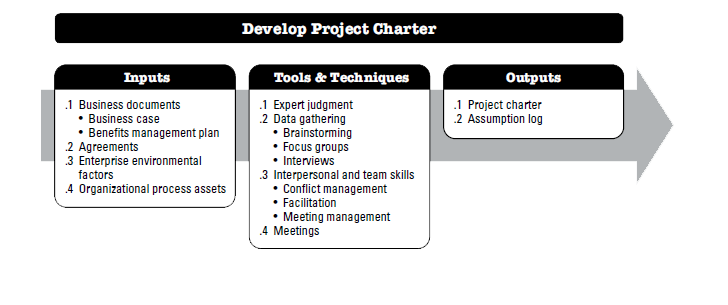 Develop Project Charter
Inputs
.1 Business documents
• Business case
• Benefits management plan
.2 Agreements
.3 Enterprise environmental
factors
.4 Organizational process assets
Tools & Techniques
.1 Expert judgment
.2 Data gathering
• Brainstorming
• Focus groups
• Interviews
.3 Interpersonal and team skills
• Conflict management
• Facilitation
• Meeting management
.4 Meetings
Outputs
.1 Project charter
.2 Assumption log